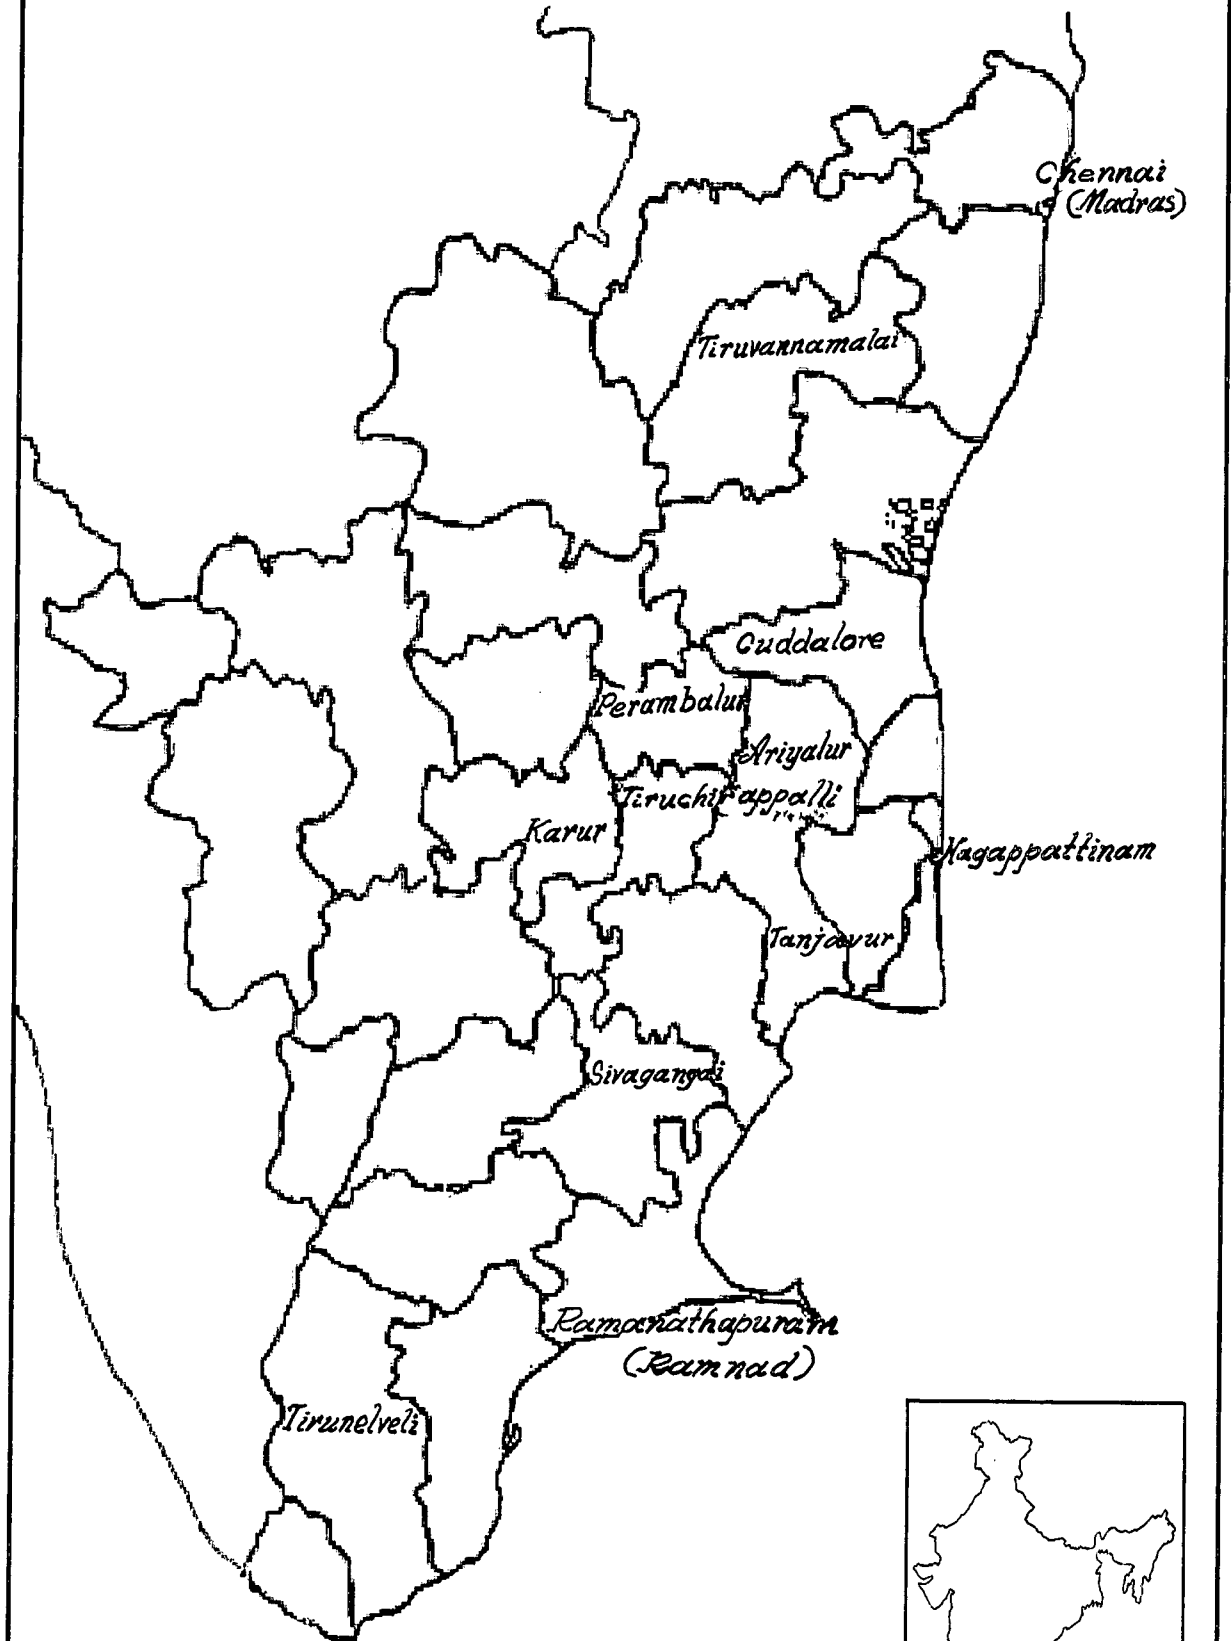 Chennai
(Madras)
Tiruvannamalai
Cuddalore
Perambalur
Ariyalur
Tiruchirappalli
Karur
Nagappattinam
Tanjavur
Sivagangai
Ramanathapuram
(Ramnad)
Tirunelveli